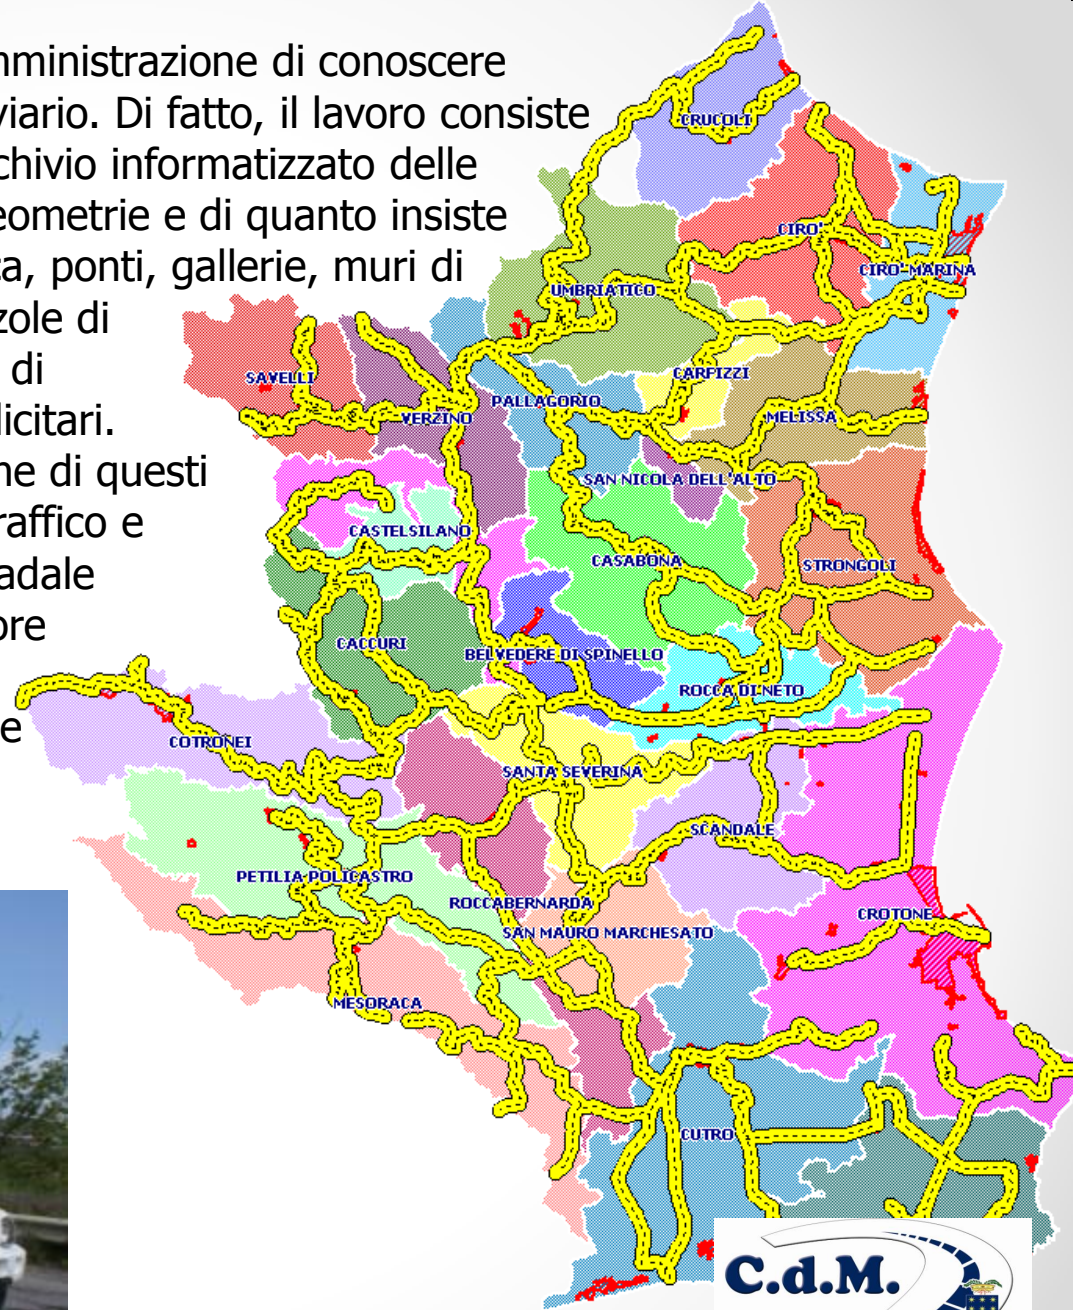 mministrazione di conoscere
viario. Di fatto, il lavoro consiste
chivio informatizzato delle
eometrie e di quanto insiste
ca, ponti, gallerie, muri di
zole di
di
licitari.
ne di questi
raffico e
adale
ore
e
CRUCOLI
CIRO'
CIRO-MARINA
UMBRIATICO
SAVELLI
CARFIZZI
VERZINO
PALLAGORIO
MELISSA
SAN NICOLA DELL'ALTO
CASTELSILANO
CASABONA
STRONGOLI
CACCURI
BELVEDERE DI SPINELLO
ROCCA DI NETO
COTRONEI
SANTA SEVERINA
SCANDALE
PETILIA POLICASTRO
ROCCABERNARDA
CROTONE
SAN MAURO MARCHESATO
MESORACA
CUTRO
C.d.M.